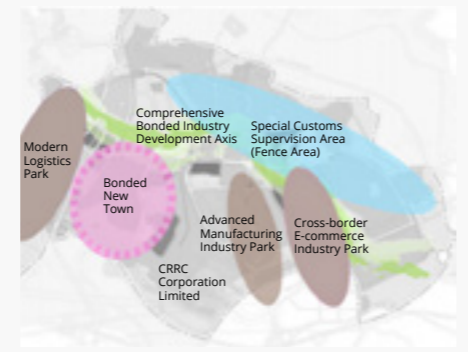 Comprehensive
Bonded Industry
Development Axis
Special Customs
Supervision Area
(Fence Area)
Modern
Logistics
Park
Bonded
New
Town
Advanced
Manufacturing
Industry Park
Cross-border
E-commerce
Industry Park
CRRC
Corporation
Limited